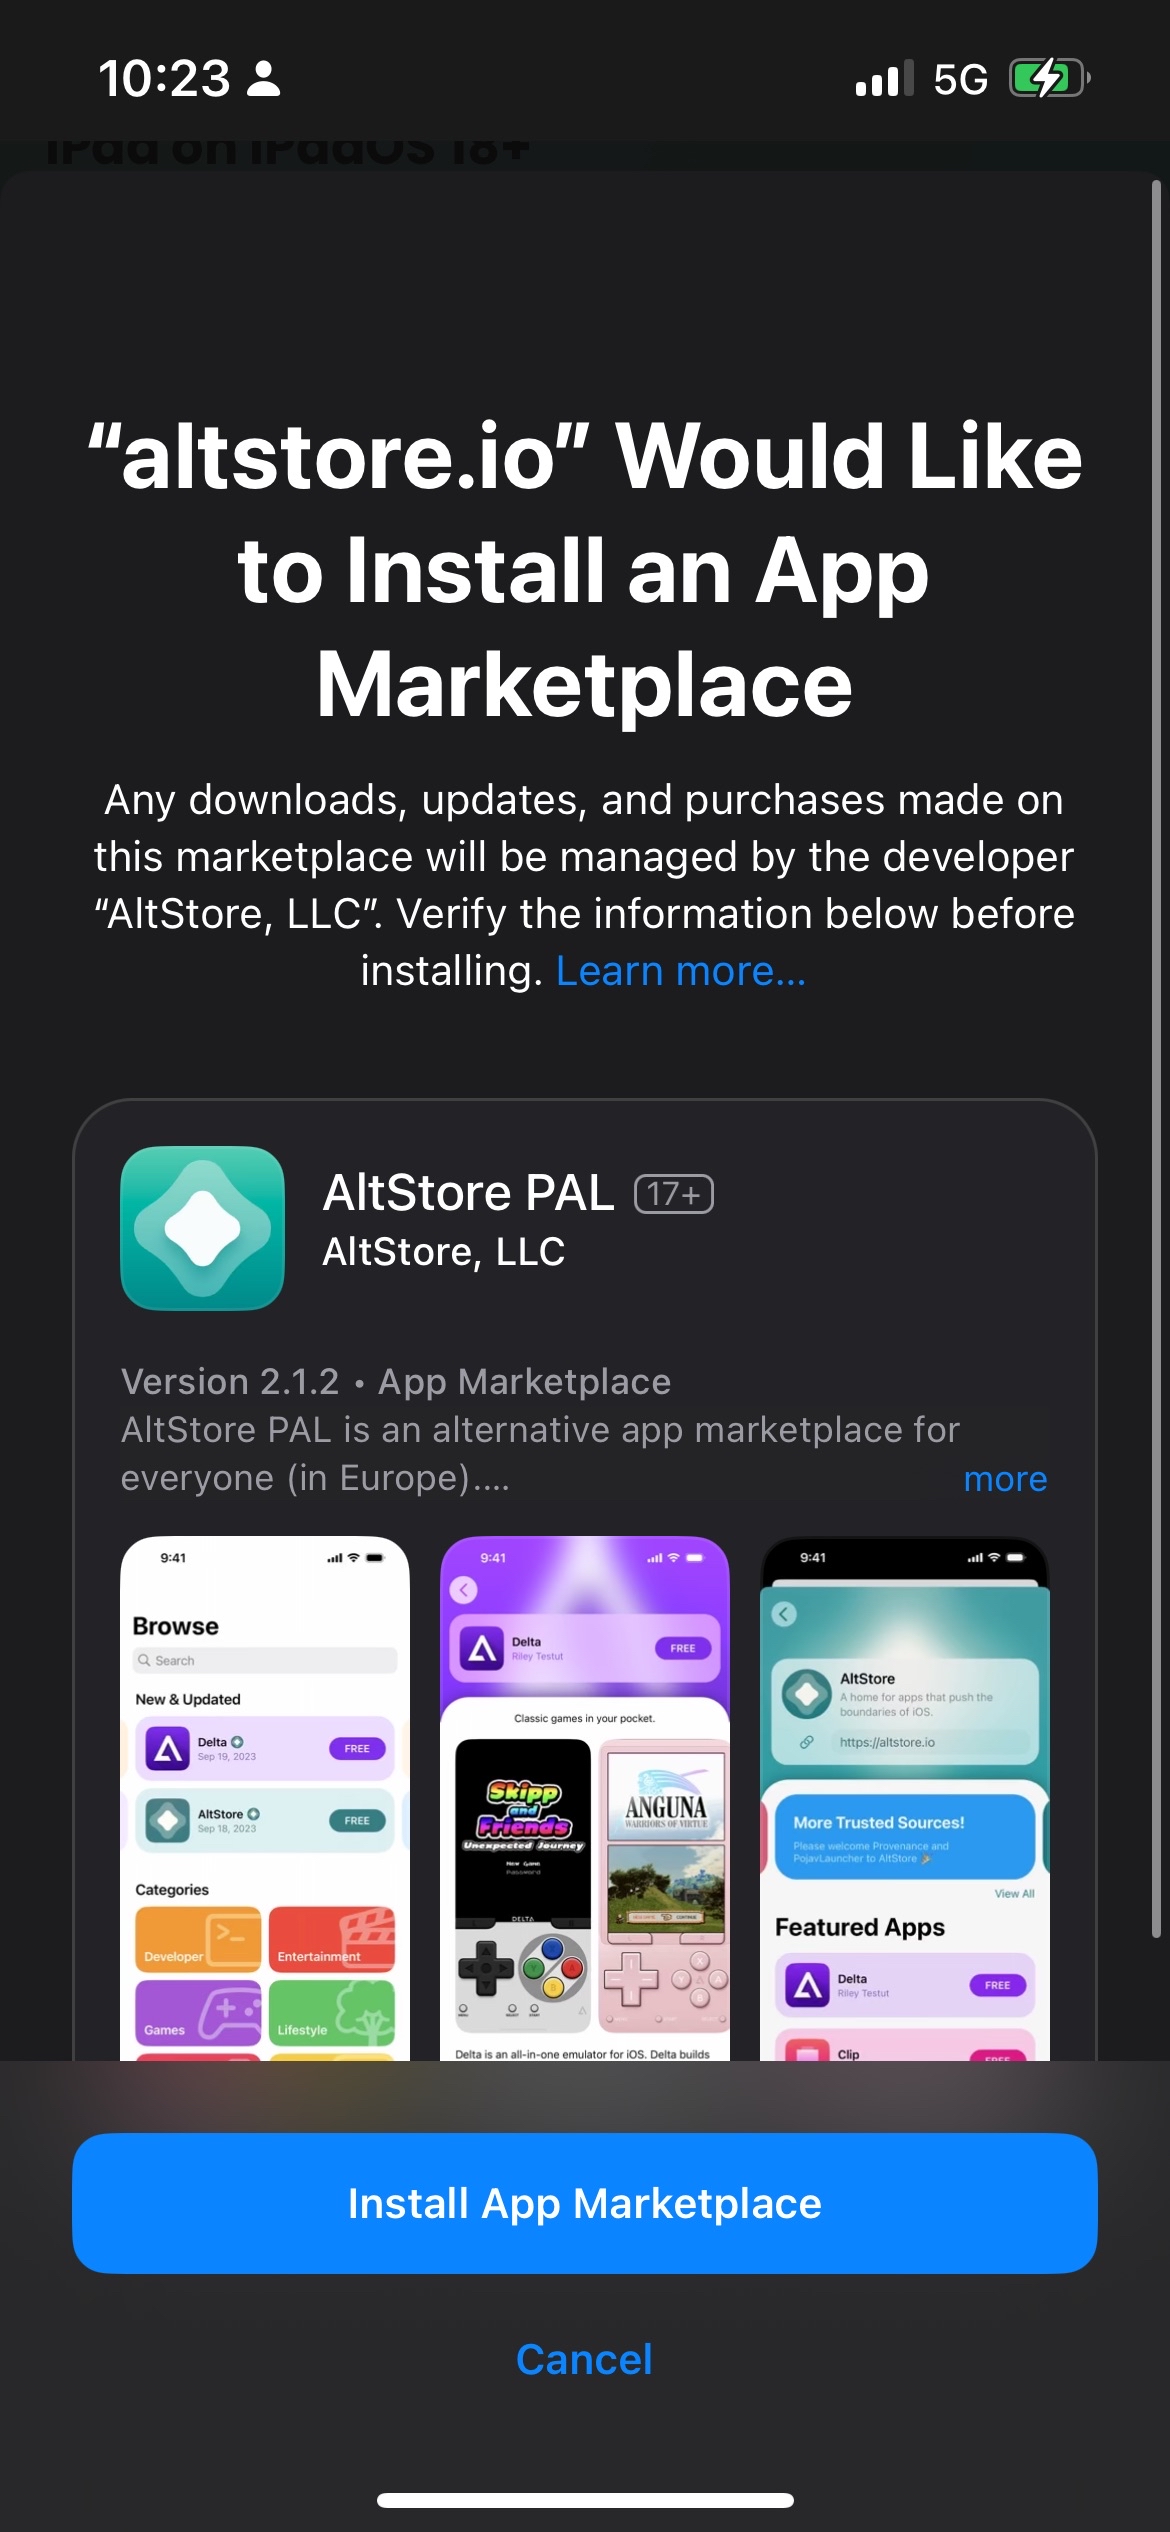 10:23
5G
iPad on iPadOS 18+
“altstore.io” Would Like
to Install an App
Marketplace
Any downloads, updates, and purchases made on
this marketplace will be managed by the developer
“AltStore, LLC”. Verify the information below before
installing. Learn more...
AltStore PAL 17+
AltStore, LLC
Version 2.1.2 • App Marketplace
AltStore PAL is an alternative app marketplace for
everyone (in Europe)....
more
9:41
Browse
Search
New & Updated
Delta
Sep 19, 2023
FREE
AltStore
Sep 18, 2023
FREE
Categories
Developer
Entertainment
Games
Lifestyle
9:41
Delta
Riley Testut
FREE
Classic games in your pocket.
Skipp
and
Friends
Unexpected Journey
New Game
Password
DELTA
ANGUNA
WARRIORS OF VIRTUE
CONTINUE
X
Y
A
B
Delta is an all-in-one emulator for iOS. Delta builds
9:41
AltStore
A home for apps that push the
boundaries of iOS.
https://altstore.io
More Trusted Sources!
Please welcome Provenance and
PojavLauncher to AltStore 🎉
View All
Featured Apps
Delta
Riley Testut
FREE
Clip
FREE
Install App Marketplace
Cancel